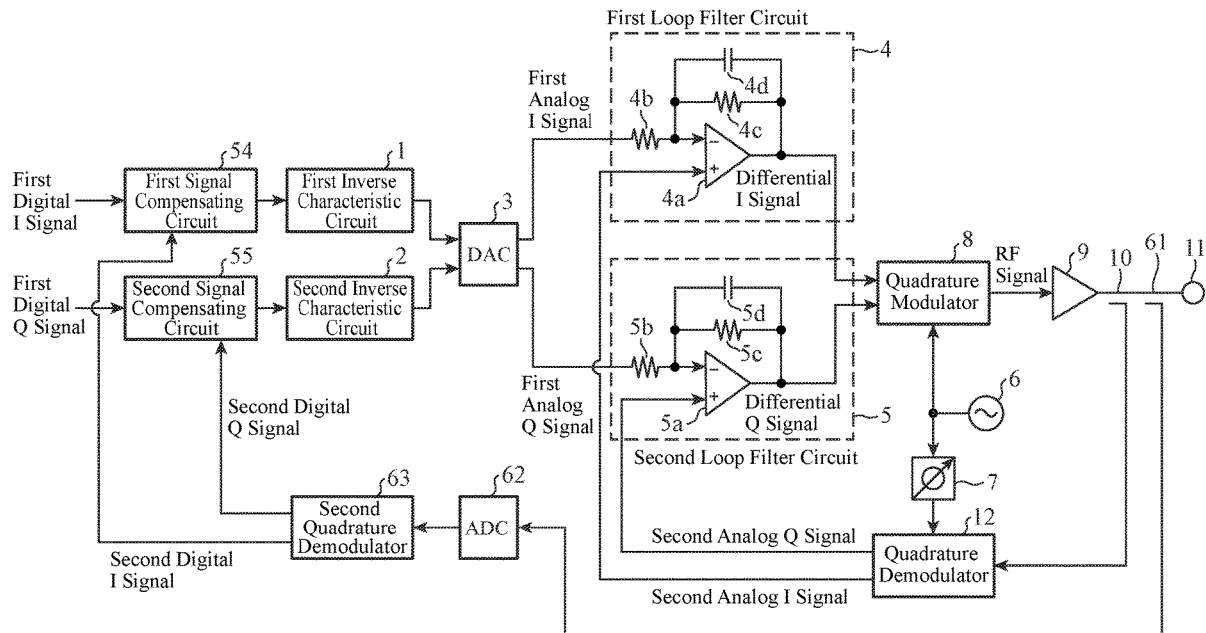 First Loop Filter Circuit
4
4d
4b
4c
First
Analog
I Signal
−
+
4a
Differential
I Signal
54
1
First
Digital
I Signal
First Signal
Compensating
Circuit
First Inverse
Characteristic
Circuit
3
DAC
55
2
First
Digital
Q Signal
Second Signal
Compensating
Circuit
Second Inverse
Characteristic
Circuit
8
Quadrature
Modulator
RF
Signal
9
10
61
11
5d
5b
5c
First
Analog
Q Signal
−
+
5a
Differential
Q Signal
5
Second Loop Filter Circuit
6
7
Second Digital
Q Signal
63
Second
Quadrature
Demodulator
62
ADC
Second Digital
I Signal
12
Quadrature
Demodulator
Second Analog Q Signal
Second Analog I Signal